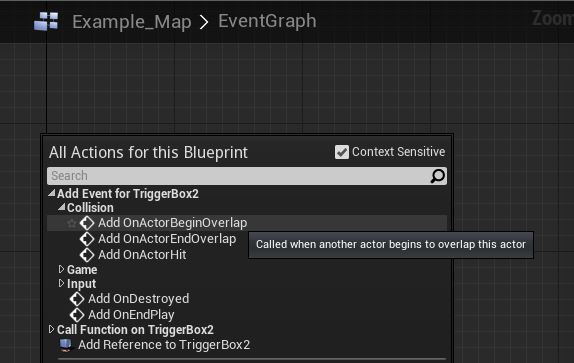 Example_Map > EventGraph
Zoom
All Actions for this Blueprint
Context Sensitive
Search
Add Event for TriggerBox2
Collision
Add OnActorBeginOverlap
Add OnActorEndOverlap
Called when another actor begins to overlap this actor
Add OnActorHit
Game
Input
Add OnDestroyed
Add OnEndPlay
Call Function on TriggerBox2
Add Reference to TriggerBox2